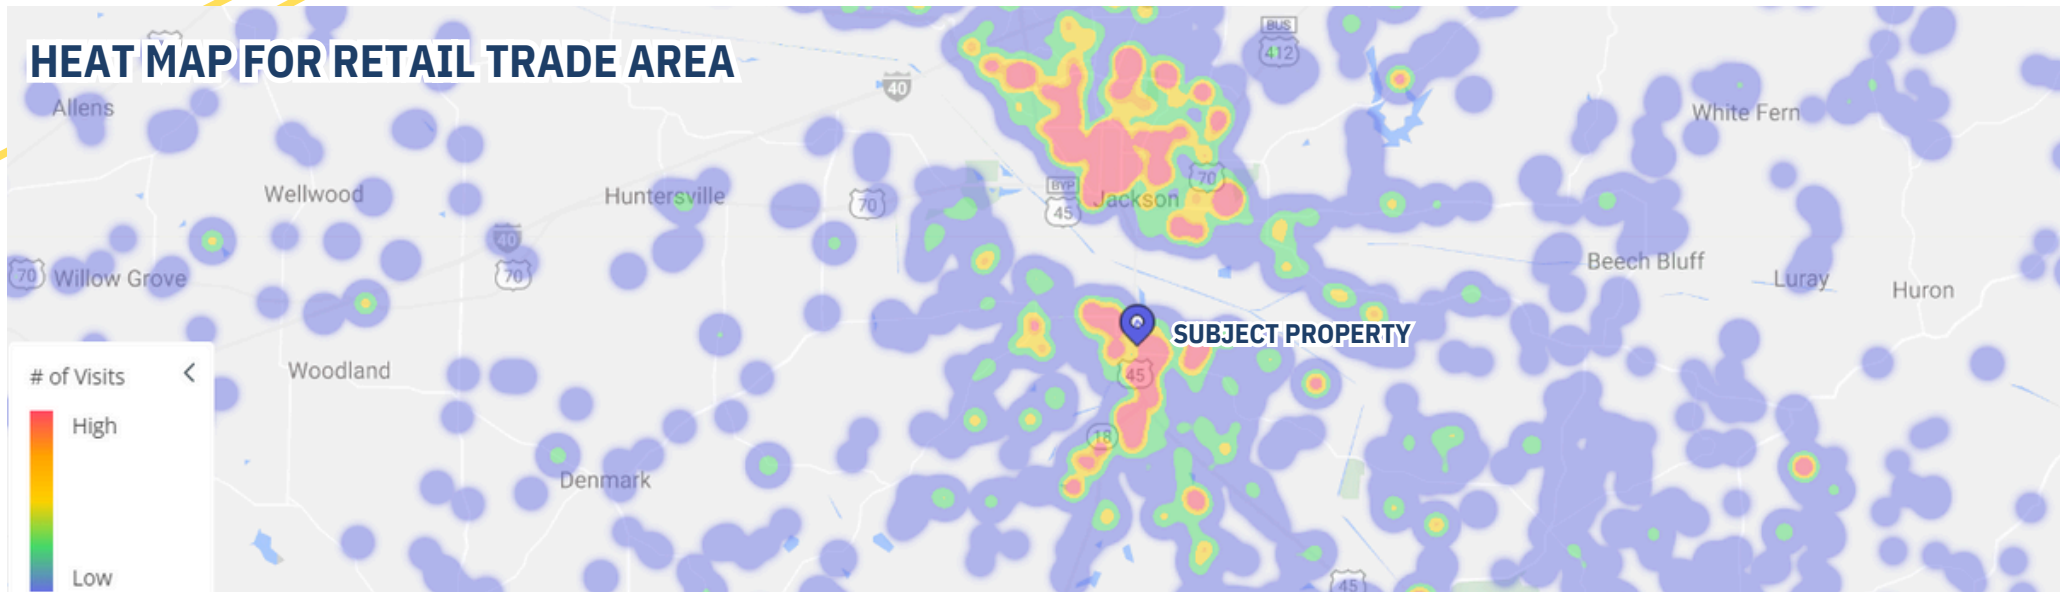 HEAT MAP FOR RETAIL TRADE AREA
BUS
412
40
Allens
White Fern
Wellwood
Huntersville
70
BYP
45
Jackson
70
40
70
70
Willow Grove
Beech Bluff
Luray
Huron
SUBJECT PROPERTY
Woodland
45
# of Visits
High
Low
18
Denmark
45